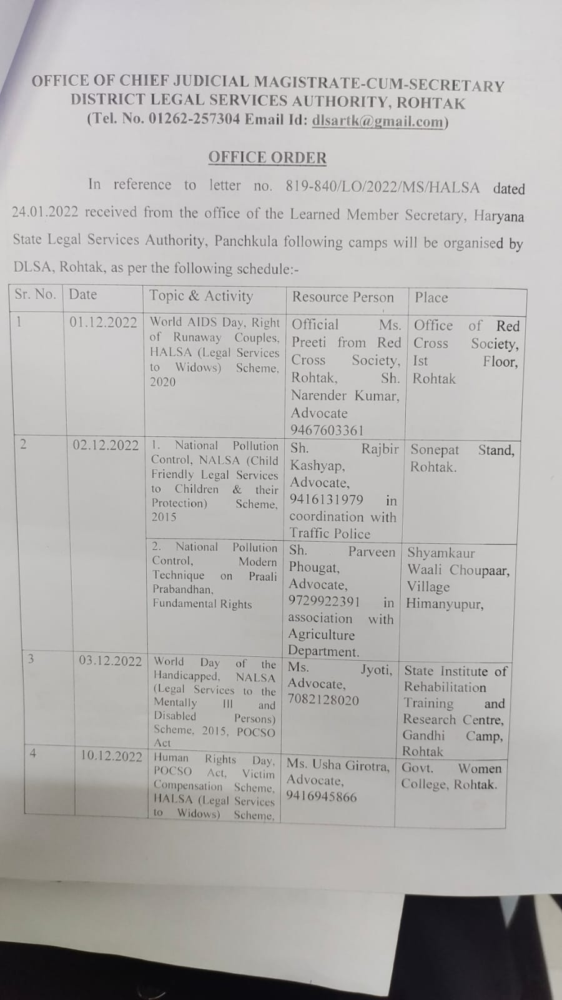 OFFICE OF CHIEF JUDICIAL MAGISTRATE-CUM-SECRETARY
DISTRICT LEGAL SERVICES AUTHORITY, ROHTAK
(Tel. No. 01262-257304 Email Id: dlsartk@gmail.com)
OFFICE ORDER
In reference to letter no. 819-840/LO/2022/MS/HALSA dated
24.01.2022 received from the office of the Learned Member Secretary, Haryana
State Legal Services Authority, Panchkula following camps will be organised by
DLSA, Rohtak, as per the following schedule:-
Sr. No. Date Topic & Activity Resource Person Place
1
01.12.2022
World AIDS Day, Right
of Runaway Couples,
HALSA (Legal Services
to Widows) Scheme,
2020
Official Ms.
Preeti from Red
Cross Society,
Rohtak, Sh.
Narender Kumar,
Advocate
9467603361
Office of Red
Cross Society,
Ist Floor,
Rohtak
2
02.12.2022
1. National Pollution
Control, NALSA (Child
Friendly Legal Services
to Children & their
Protection) Scheme,
2015
Sh. Rajbir
Kashyap,
Advocate,
9416131979 in
coordination with
Traffic Police
Sonepat Stand,
Rohtak.
2. National Pollution
Control, Modern
Technique on Praali
Prabandhan,
Fundamental Rights
Sh. Parveen
Phougat,
Advocate,
9729922391 in
association with
Agriculture
Department.
Shyamkaur
Waali Choupaar,
Village
Himanyupur,
3
03.12.2022
World Day of the
Handicapped, NALSA
(Legal Services to the
Mentally Ill and
Disabled Persons)
Scheme, 2015, POCSO
Act
Ms. Jyoti,
Advocate,
7082128020
State Institute of
Rehabilitation
Training and
Research Centre,
Gandhi Camp,
Rohtak
4
10.12.2022
Human Rights Day,
POCSO Act, Victim
Compensation Scheme,
HALSA (Legal Services
to Widows) Scheme,
Ms. Usha Girotra,
Advocate,
9416945866
Govt. Women
College, Rohtak.